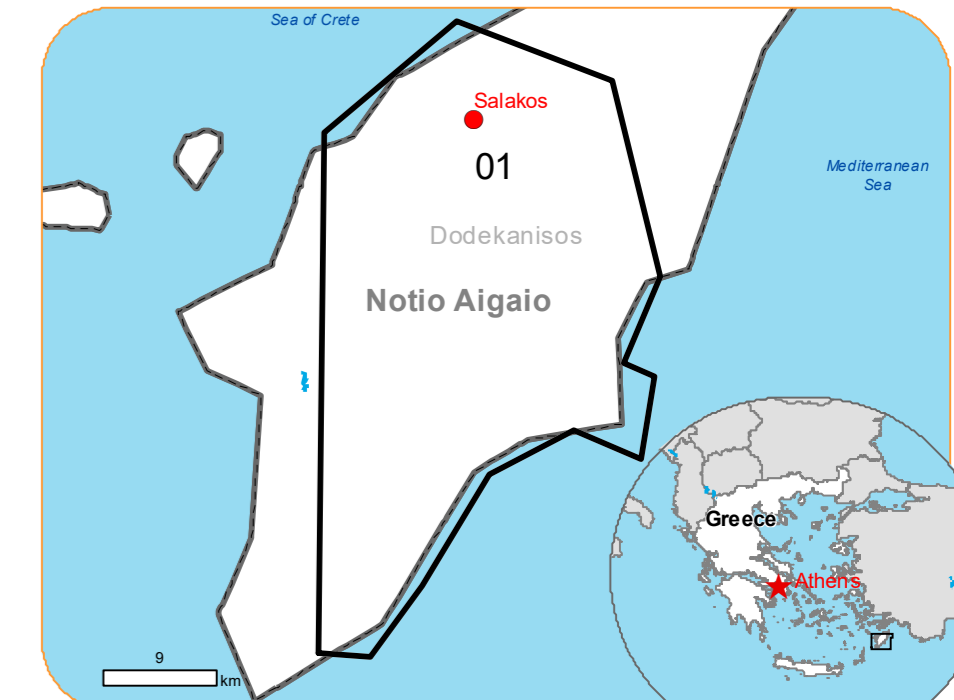 Sea of Crete
Salakos
01
Mediterranean
Sea
Dodekanisos
Notio Aigaio
Greece
Athens
9
km